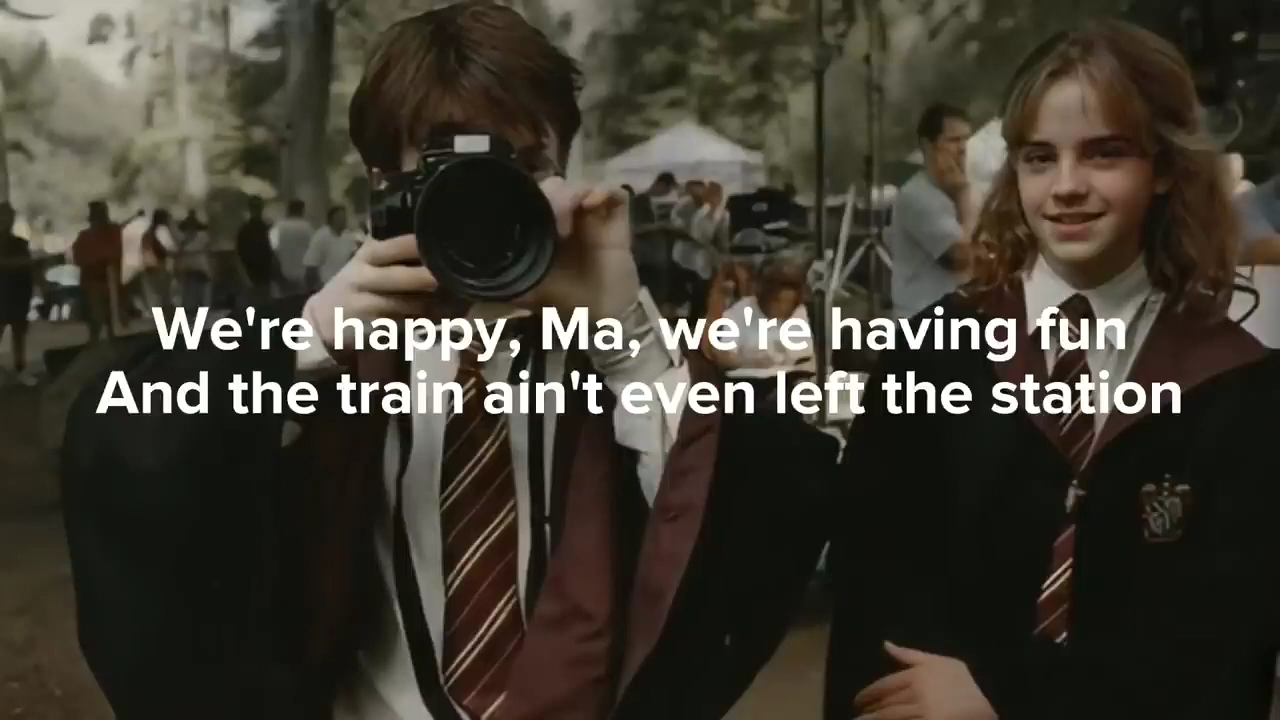 We're happy, Ma, we're having fun
And the train ain't even left the station